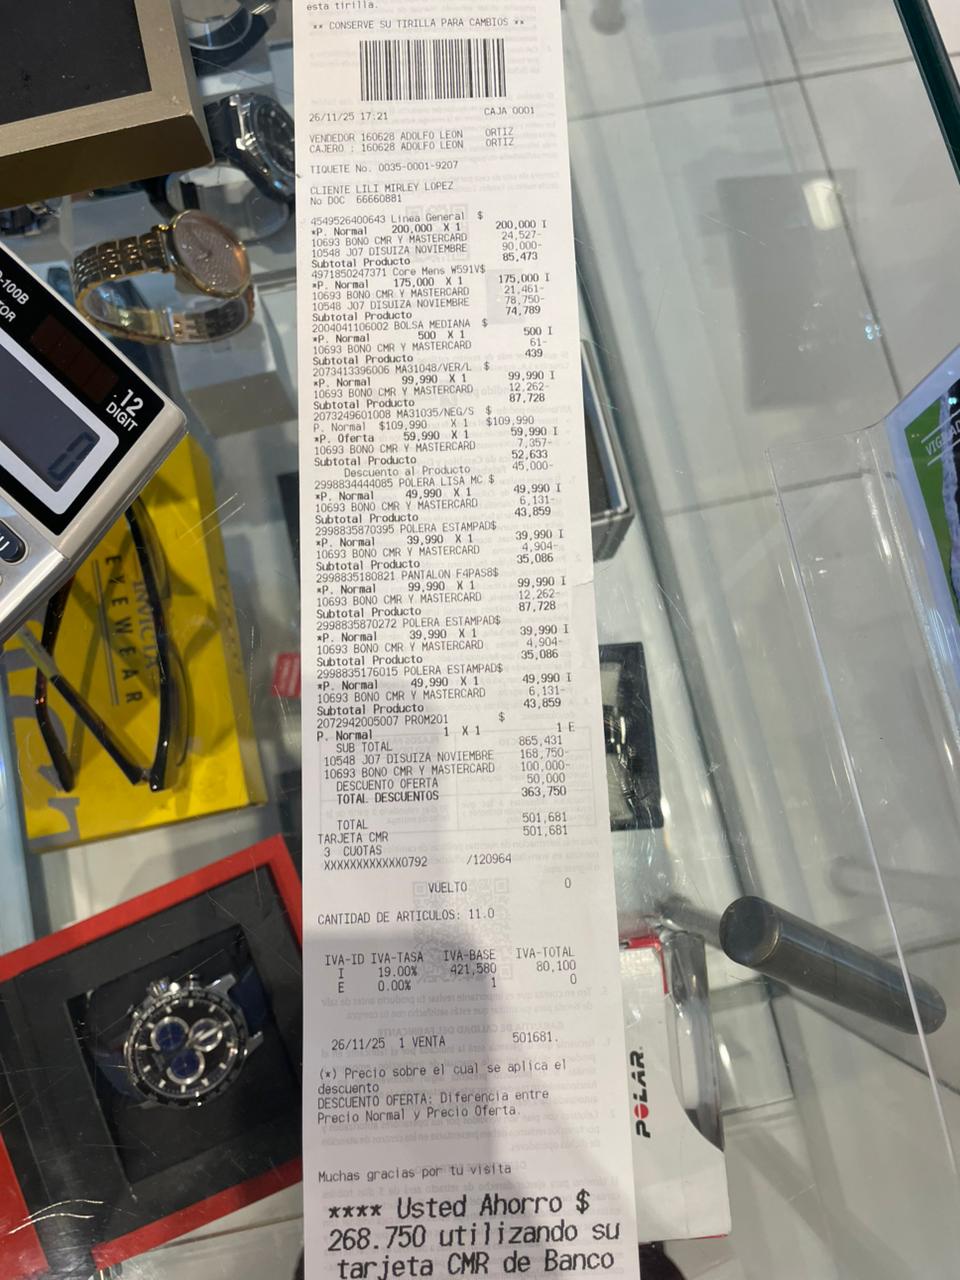 esta tirilla.
** CONSERVE SU TIRILLA PARA CAMBIOS **
26/11/25 17:21 CAJA 0001
VENDEDOR 160628 ADOLFO LEON ORTIZ
CAJERO : 160628 ADOLFO LEON ORTIZ
TIQUETE No. 0035-0001-9207
CLIENTE LILI MIRLEY LOPEZ
No DOC 66660881
4549526400643 Linea General $
*P. Normal 200,000 X 1 200,000 I
10693 BONO CMR Y MASTERCARD 24,527-
10548 J07 DISUIZA NOVIEMBRE 90,000-
Subtotal Producto 85,473
4971850247371 Core Mens W591V$
*P. Normal 175,000 X 1 175,000 I
10693 BONO CMR Y MASTERCARD 21,461-
10548 J07 DISUIZA NOVIEMBRE 78,750-
Subtotal Producto 74,789
2004041106002 BOLSA MEDIANA $
*P. Normal 500 X 1 500 I
10693 BONO CMR Y MASTERCARD 61-
Subtotal Producto 439
2073413396006 MA31048/VER/L $
*P. Normal 99,990 X 1 99,990 I
10693 BONO CMR Y MASTERCARD 12,262-
Subtotal Producto 87,728
2073249601008 MA31035/NEG/S $
P. Normal $109,990 X 1 $109,990
*P. Oferta 59,990 X 1 59,990 I
10693 BONO CMR Y MASTERCARD 7,357-
Subtotal Producto 52,633
Descuento al Producto 45,000-
2998834444085 POLERA LISA MC $
*P. Normal 49,990 X 1 49,990 I
10693 BONO CMR Y MASTERCARD 6,131-
Subtotal Producto 43,859
2998835870395 POLERA ESTAMPAD$
*P. Normal 39,990 X 1 39,990 I
10693 BONO CMR Y MASTERCARD 4,904-
Subtotal Producto 35,086
2998835180821 PANTALON F4PAS8$
*P. Normal 99,990 X 1 99,990 I
10693 BONO CMR Y MASTERCARD 12,262-
Subtotal Producto 87,728
2998835870272 POLERA ESTAMPAD$
*P. Normal 39,990 X 1 39,990 I
10693 BONO CMR Y MASTERCARD 4,904-
Subtotal Producto 35,086
2998835176015 POLERA ESTAMPAD$
*P. Normal 49,990 X 1 49,990 I
10693 BONO CMR Y MASTERCARD 6,131-
Subtotal Producto 43,859
2072942005007 PROM201 $
P. Normal 1 X 1 1 E
SUB TOTAL 865,431
10548 J07 DISUIZA NOVIEMBRE 168,750-
10693 BONO CMR Y MASTERCARD 100,000-
DESCUENTO OFERTA 50,000
TOTAL DESCUENTOS 363,750
TOTAL 501,681
TARJETA CMR 501,681
3 CUOTAS
XXXXXXXXXXXX0792 /120964
VUELTO 0
CANTIDAD DE ARTICULOS: 11.0
IVA-ID IVA-TASA IVA-BASE IVA-TOTAL
I 19.00% 421,580 80,100
E 0.00% 1 0
26/11/25 1 VENTA 501681.
(*) Precio sobre el cual se aplica el
descuento
DESCUENTO OFERTA: Diferencia entre
Precio Normal y Precio Oferta.
Muchas gracias por tu visita
**** Usted Ahorro $
268.750 utilizando su
tarjeta CMR de Banco
12
DIGIT
INVICTA
EYEWEAR
POLAR